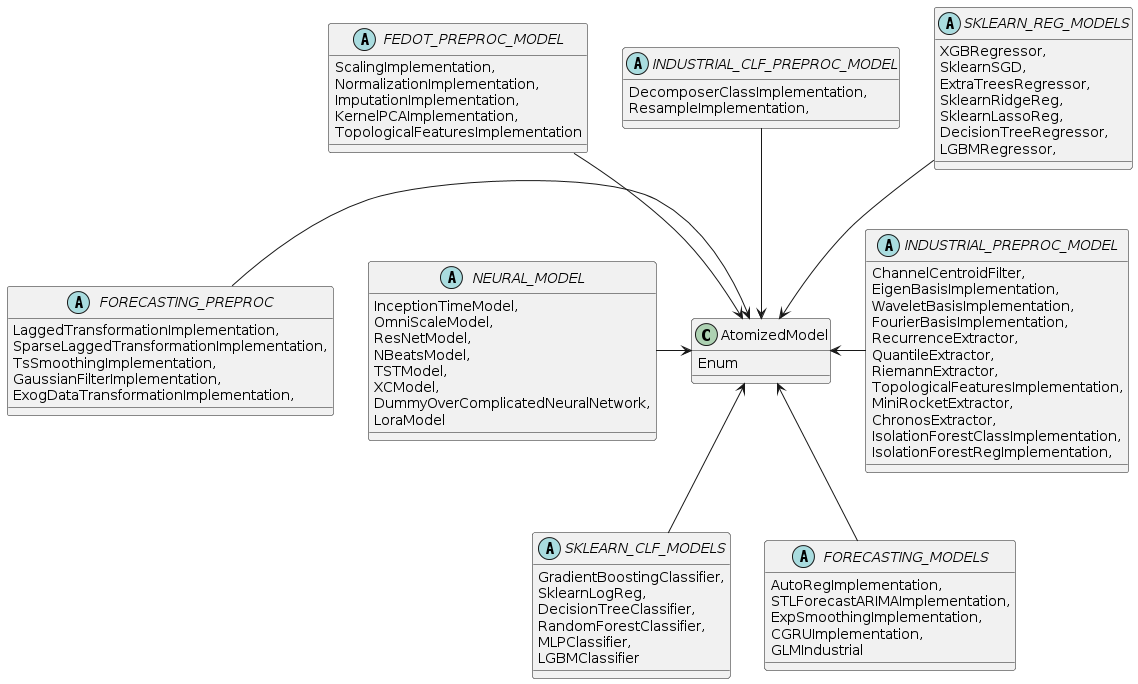 A FEDOT_PREPROC_MODEL
ScalingImplementation,
NormalizationImplementation,
ImputationImplementation,
KernelPCAImplementation,
TopologicalFeaturesImplementation
A INDUSTRIAL_CLF_PREPROC_MODEL
DecomposerClassImplementation,
ResampleImplementation,
A SKLEARN_REG_MODELS
XGBRegressor,
SklearnSGD,
ExtraTreesRegressor,
SklearnRidgeReg,
SklearnLassoReg,
DecisionTreeRegressor,
LGBMRegressor,
A FORECASTING_PREPROC
LaggedTransformationImplementation,
SparseLaggedTransformationImplementation,
TsSmoothingImplementation,
GaussianFilterImplementation,
ExogDataTransformationImplementation,
A NEURAL_MODEL
InceptionTimeModel,
OmniScaleModel,
ResNetModel,
NBeatsModel,
TSTModel,
XCModel,
DummyOverComplicatedNeuralNetwork,
LoraModel
C AtomizedModel
Enum
A INDUSTRIAL_PREPROC_MODEL
ChannelCentroidFilter,
EigenBasisImplementation,
WaveletBasisImplementation,
FourierBasisImplementation,
RecurrenceExtractor,
QuantileExtractor,
RiemannExtractor,
TopologicalFeaturesImplementation,
MiniRocketExtractor,
ChronosExtractor,
IsolationForestClassImplementation,
IsolationForestRegImplementation,
A SKLEARN_CLF_MODELS
GradientBoostingClassifier,
SklearnLogReg,
DecisionTreeClassifier,
RandomForestClassifier,
MLPClassifier,
LGBMClassifier
A FORECASTING_MODELS
AutoRegImplementation,
STLForecastARIMAImplementation,
ExpSmoothingImplementation,
CGRUImplementation,
GLMIndustrial